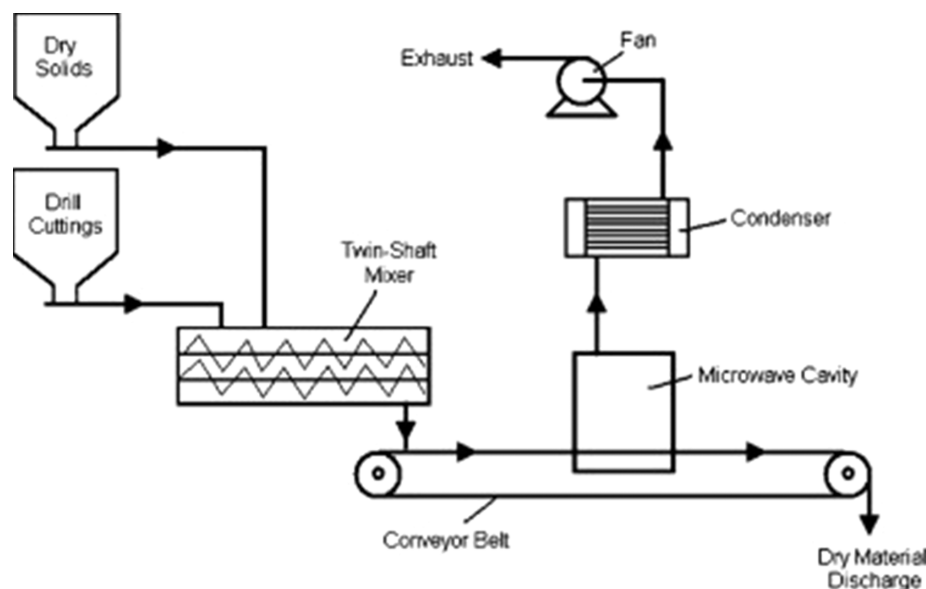 Dry
Solids
Exhaust
Fan
Drill
Cuttings
Condenser
Twin-Shaft
Mixer
Microwave Cavity
Conveyor Belt
Dry Material
Discharge